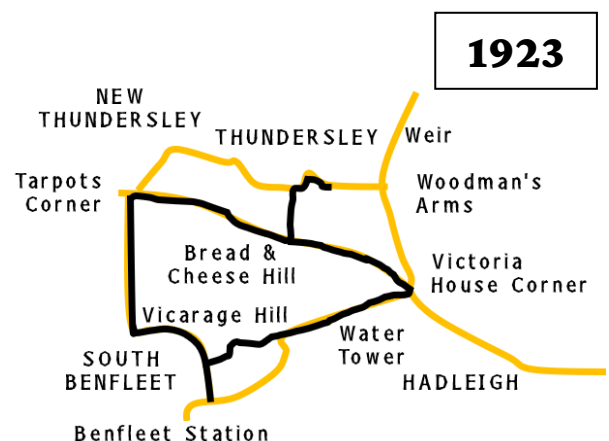 1923
NEW
THUNDERSLEY
THUNDERSLEY
Weir
Tarpots
Corner
Woodman's
Arms
Bread &
Cheese Hill
Victoria
House Corner
Vicarage Hill
Water
Tower
SOUTH
BENFLEET
HADLEIGH
Benfleet Station